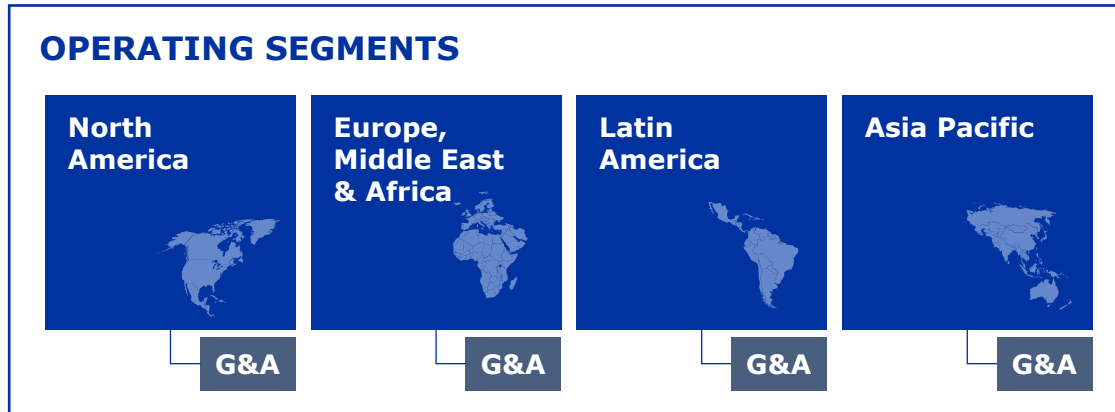 OPERATING SEGMENTS
North
America
Europe,
Middle East
& Africa
Latin
America
Asia Pacific
G&A
G&A
G&A
G&A